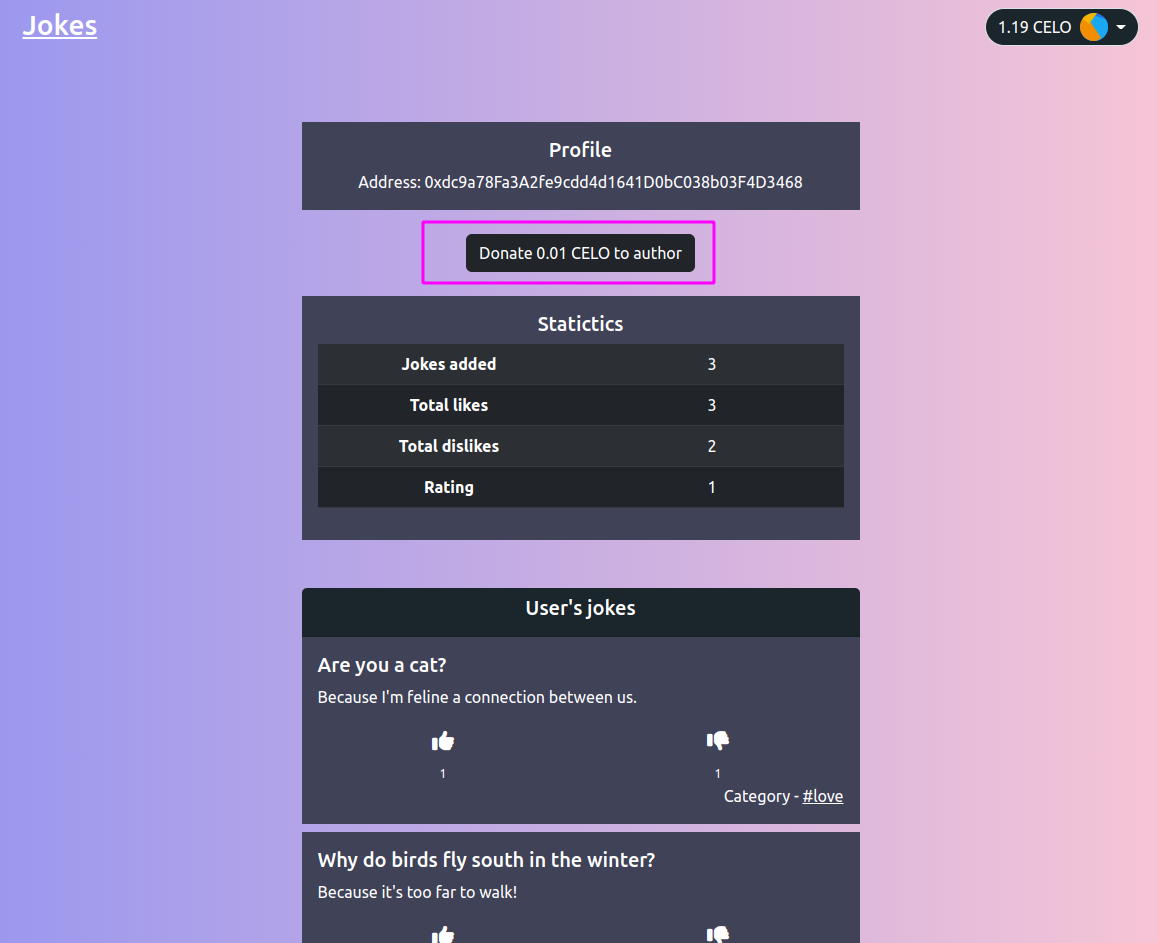 Jokes
1.19 CELO
Profile
Address: 0xdc9a78Fa3A2fe9cdd4d1641D0bC038b03F4D3468
Donate 0.01 CELO to author
Statictics
Jokes added 3
Total likes 3
Total dislikes 2
Rating 1
User's jokes
Are you a cat?
Because I'm feline a connection between us.
1 1
Category - #love
Why do birds fly south in the winter?
Because it's too far to walk!